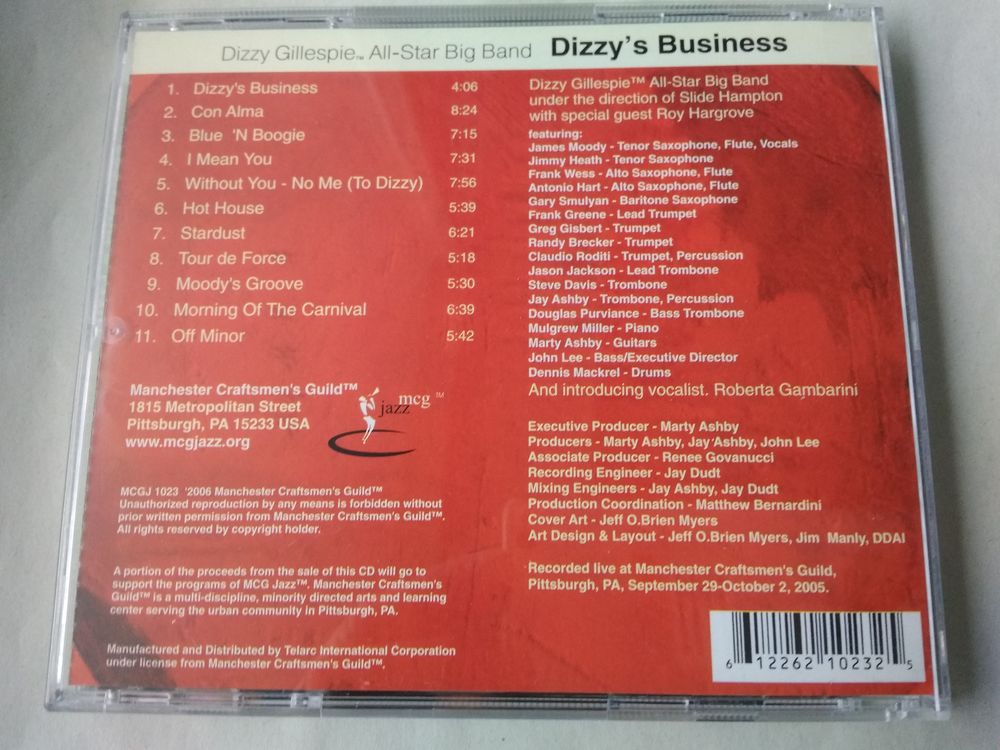 Dizzy Gillespie™ All-Star Big Band Dizzy's Business
1. Dizzy's Business 4:06
2. Con Alma 8:24
3. Blue 'N Boogie 7:15
4. I Mean You 7:31
5. Without You - No Me (To Dizzy) 7:56
6. Hot House 5:39
7. Stardust 6:21
8. Tour de Force 5:18
9. Moody's Groove 5:30
10. Morning Of The Carnival 6:39
11. Off Minor 5:42
Manchester Craftsmen's Guild™
1815 Metropolitan Street
Pittsburgh, PA 15233 USA
www.mcgjazz.org
mcg™
jazz
MCGJ 1023 '2006 Manchester Craftsmen's Guild™
Unauthorized reproduction by any means is forbidden without
prior written permission from Manchester Craftsmen's Guild™.
All rights reserved by copyright holder.
A portion of the proceeds from the sale of this CD will go to
support the programs of MCG Jazz™. Manchester Craftsmen's
Guild™ is a multi-discipline, minority directed arts and learning
center serving the urban community in Pittsburgh, PA.
Manufactured and Distributed by Telarc International Corporation
under license from Manchester Craftsmen's Guild™.
Dizzy Gillespie™ All-Star Big Band
under the direction of Slide Hampton
with special guest Roy Hargrove
featuring:
James Moody - Tenor Saxophone, Flute, Vocals
Jimmy Heath - Tenor Saxophone
Frank Wess - Alto Saxophone, Flute
Antonio Hart - Alto Saxophone, Flute
Gary Smulyan - Baritone Saxophone
Frank Greene - Lead Trumpet
Greg Gisbert - Trumpet
Randy Brecker - Trumpet
Claudio Roditi - Trumpet, Percussion
Jason Jackson - Lead Trombone
Steve Davis - Trombone
Jay Ashby - Trombone, Percussion
Douglas Purviance - Bass Trombone
Mulgrew Miller - Piano
Marty Ashby - Guitars
John Lee - Bass/Executive Director
Dennis Mackrel - Drums
And introducing vocalist. Roberta Gambarini
Executive Producer - Marty Ashby
Producers - Marty Ashby, Jay Ashby, John Lee
Associate Producer - Renee Govanucci
Recording Engineer - Jay Dudt
Mixing Engineers - Jay Ashby, Jay Dudt
Production Coordination - Matthew Bernardini
Cover Art - Jeff O.Brien Myers
Art Design & Layout - Jeff O.Brien Myers, Jim Manly, DDAI
Recorded live at Manchester Craftsmen's Guild,
Pittsburgh, PA, September 29-October 2, 2005.
6 12262 10232 5